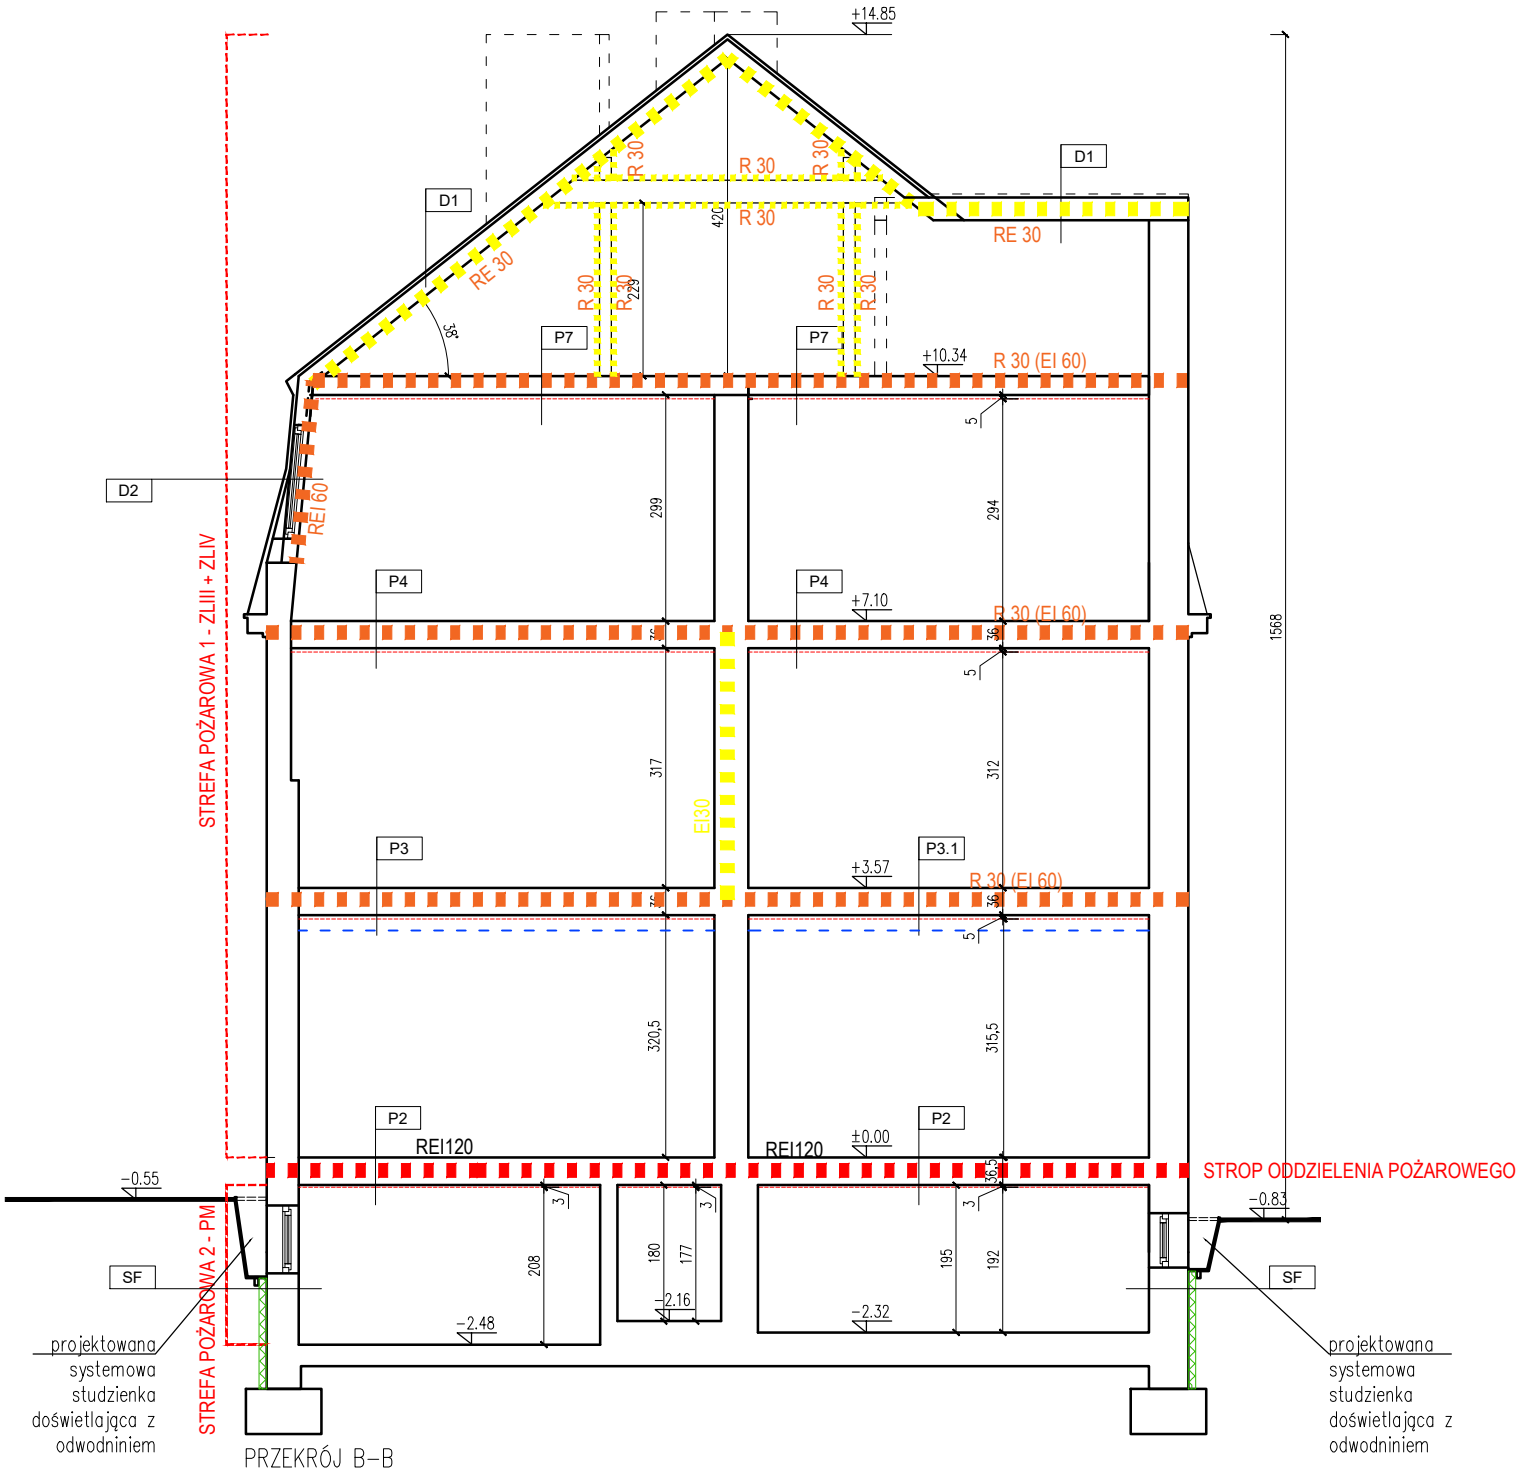 +14.85
D1
D1
R 30
R 30
R 30
420
R 30
RE 30
RE 30
R 30
R 30
229
R 30
R 30
38°
P7
P7
+10.34
R 30 (EI 60)
5
D2
REI 60
299
294
STREFA POŻAROWA 1 - ZLIII + ZLIV
P4
P4
+7.10
R 30 (EI 60)
36
1568
5
317
312
EI30
P3
P3.1
+3.57
R 30 (EI 60)
36
5
320,5
315,5
P2
P2
REI120
REI120
±0.00
36,5
STROP ODDZIELENIA POŻAROWEGO
-0.55
-0.83
3
3
3
STREFA POŻAROWA 2 - PM
208
180
177
195
192
SF
SF
-2.16
-2.48
-2.32
projektowana
systemowa
studzienka
doświetlająca z
odwodniniem
projektowana
systemowa
studzienka
doświetlająca z
odwodniniem
PRZEKRÓJ B-B